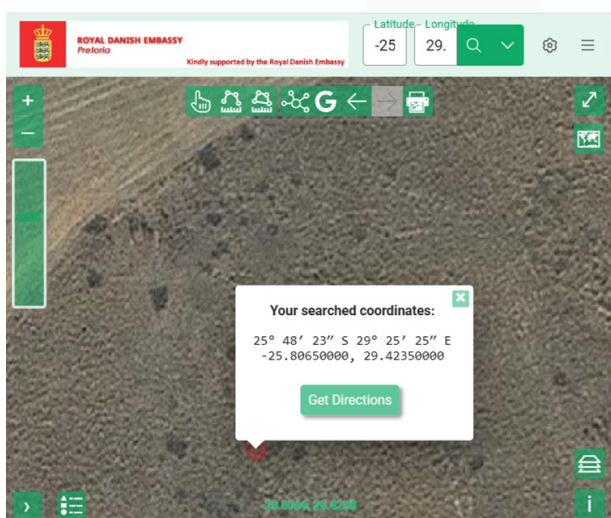 ROYAL DANISH EMBASSY
Pretoria
Kindly supported by the Royal Danish Embassy
Latitude
Longitude
-25
29.
G
Your searched coordinates:
25° 48′ 23″ S 29° 25′ 25″ E
-25.80650000, 29.42350000
Get Directions
i